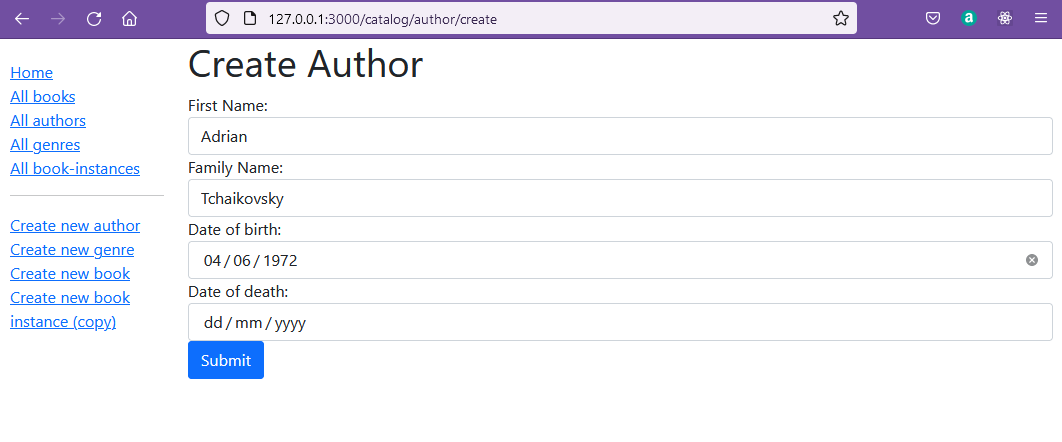 127.0.0.1:3000/catalog/author/create
Home
All books
All authors
All genres
All book-instances
Create new author
Create new genre
Create new book
Create new book
instance (copy)
Create Author
First Name:
Adrian
Family Name:
Tchaikovsky
Date of birth:
04 / 06 / 1972
Date of death:
dd / mm / yyyy
Submit